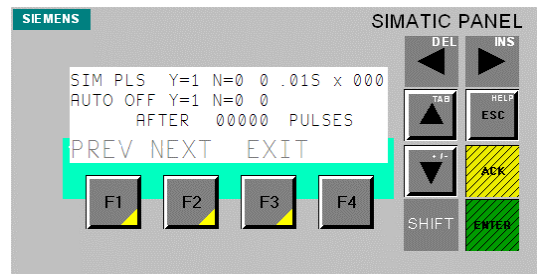 SIEMENS
SIMATIC PANEL
DEL
INS
SIM PLS Y=1 N=0 0 .01S x 000
AUTO OFF Y=1 N=0 0
AFTER 00000 PULSES
PREV NEXT EXIT
TAB
HELP
ESC
+/-
ACK
F1
F2
F3
F4
SHIFT
ENTER